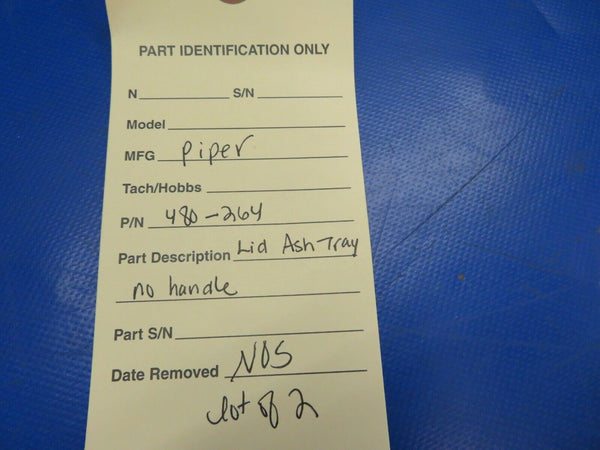 PART IDENTIFICATION ONLY
N S/N
Model
MFG Piper
Tach/Hobbs
P/N 480-264
Part Description Lid Ash Tray
no handle
Part S/N
Date Removed NOS
lot of 2